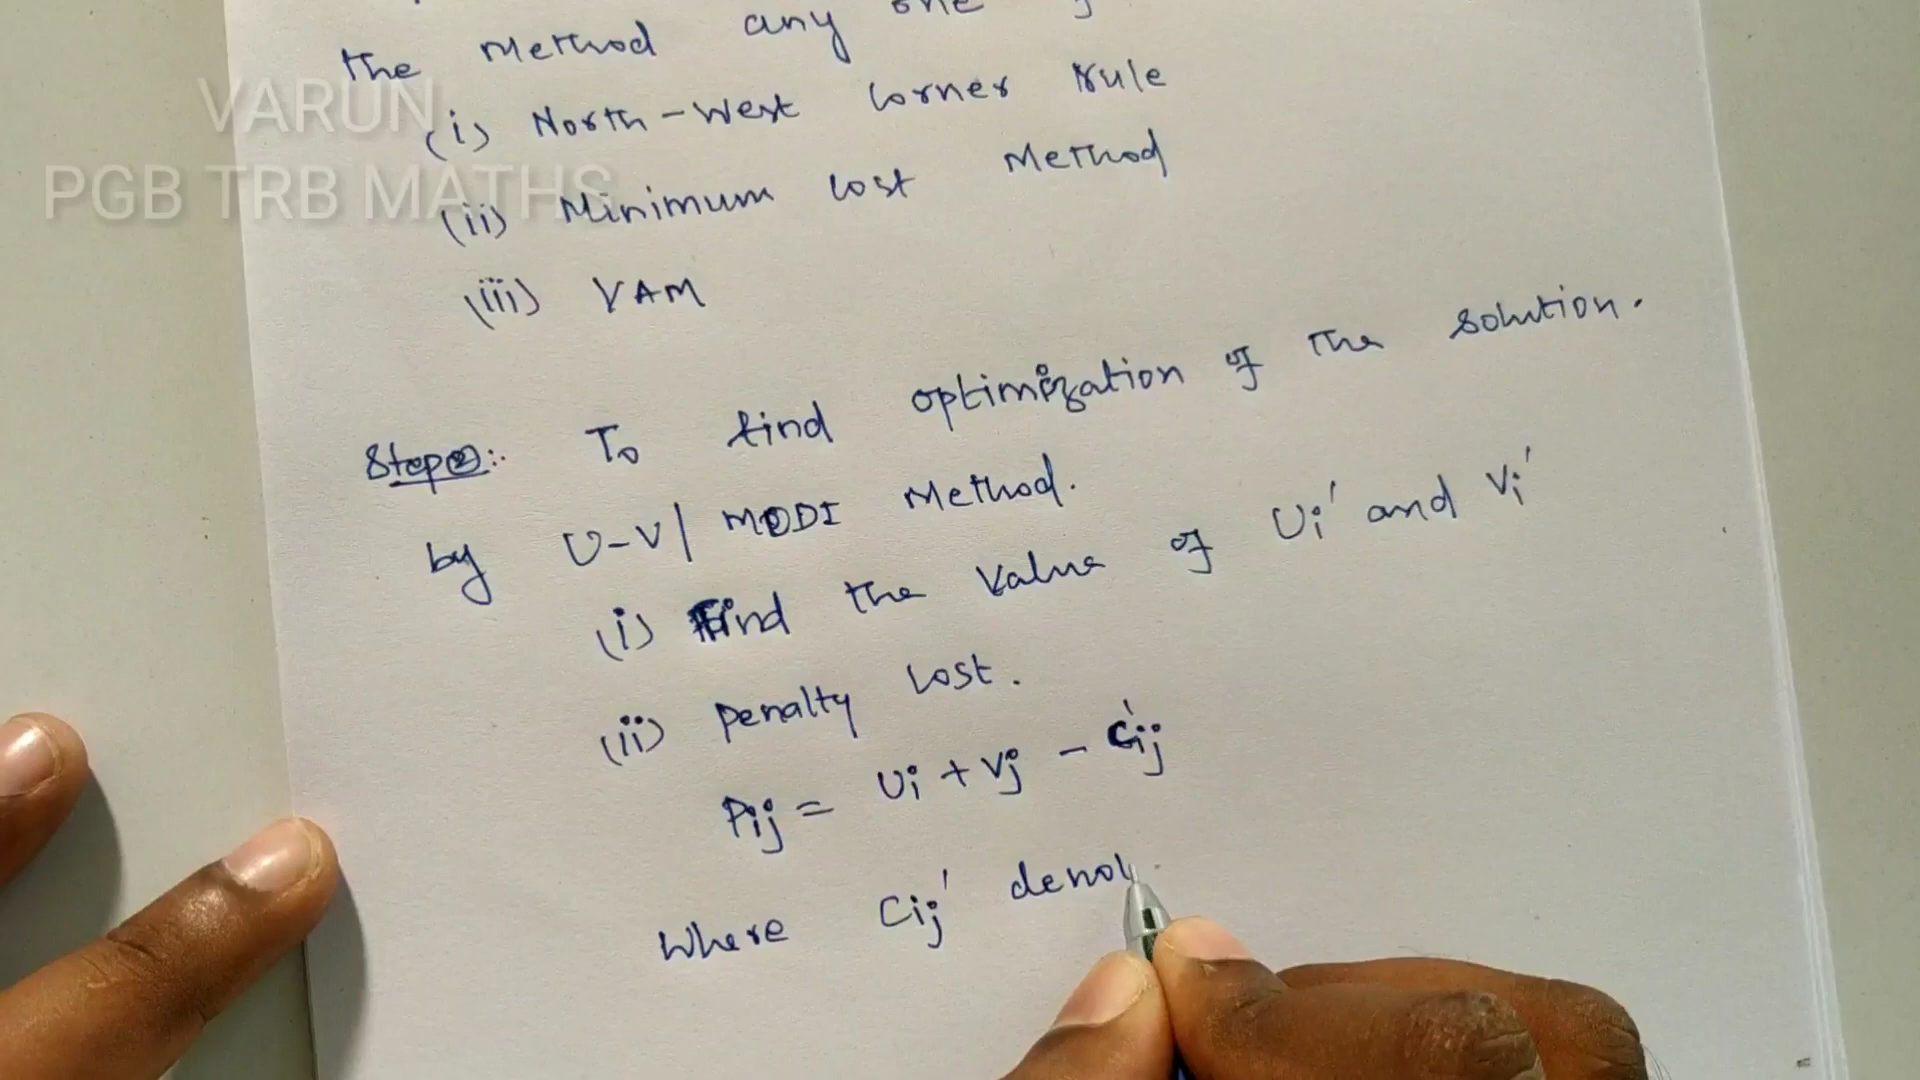 the Method any one
(i) North-West Corner Rule
VARUN
(ii) Minimum Cost Method
PGB TRB MATHS
(iii) VAM
Step②: To find optimization of the solution.
by U-V| MODI Method.
(i) Find the Value of Ui' and Vi'
(ii) Penalty Cost.
Pij = Ui + Vj - C'ij
Where Cij' denot